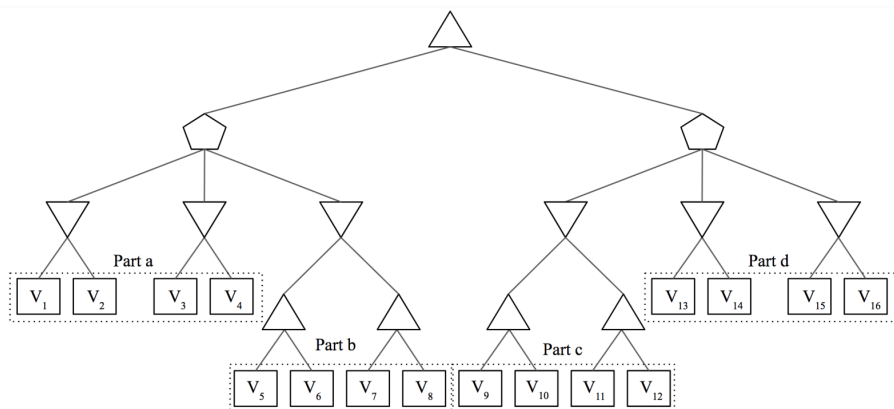 Part a
Part d
V1 V2 V3 V4
V13 V14 V15 V16
Part b
Part c
V5 V6 V7 V8
V9 V10 V11 V12